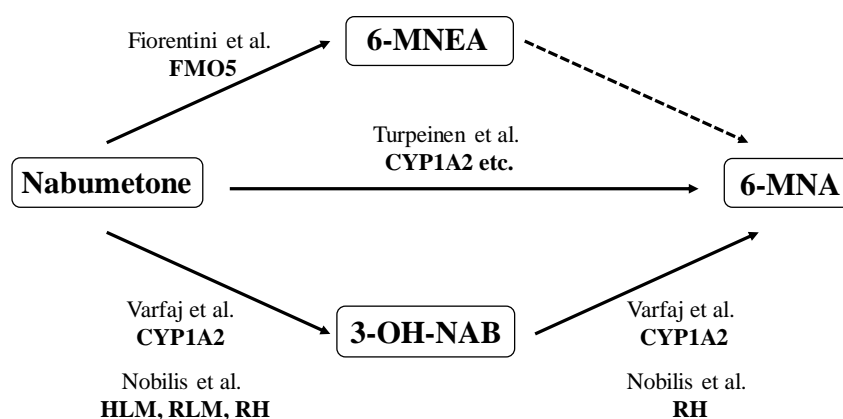 Fiorentini et al.
FMO5
6-MNEA
Turpeinen et al.
CYP1A2 etc.
Nabumetone
6-MNA
Varfaj et al.
CYP1A2
Nobilis et al.
HLM, RLM, RH
3-OH-NAB
Varfaj et al.
CYP1A2
Nobilis et al.
RH